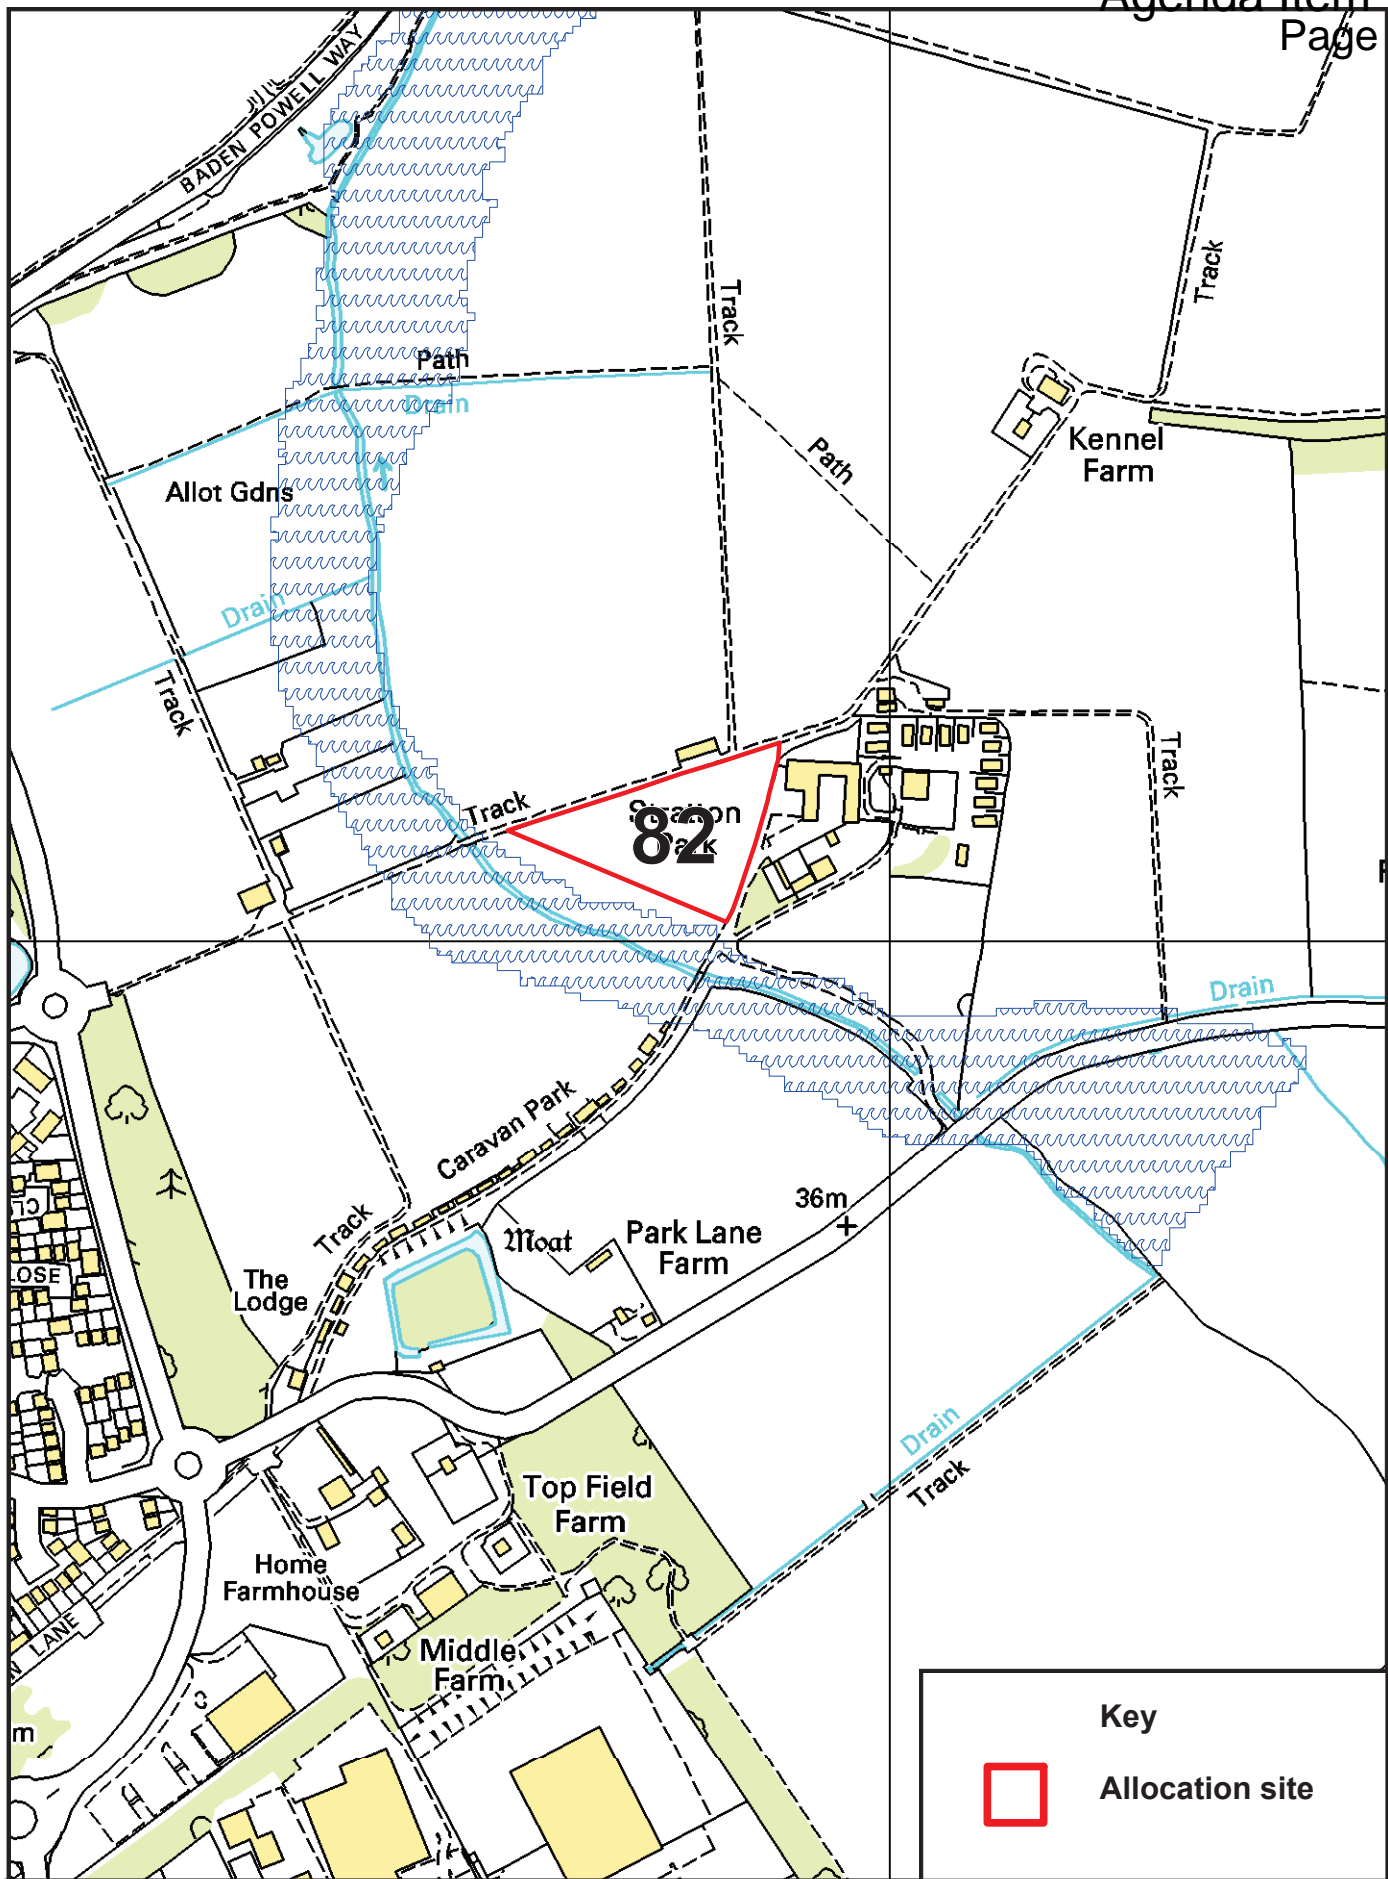 Agenda Item
Page
BADEN POWELL WAY
Track
Track
Path
Drain
Path
Kennel
Farm
Allot Gdns
Drain
Track
Track
Track
Stratton
Park
82
Drain
Caravan Park
Track
36m
Moat
Park Lane
Farm
The
Lodge
LOSE
Drain
Track
Top Field
Farm
Home
Farmhouse
LANE
Middle
Farm
m
Key
Allocation site